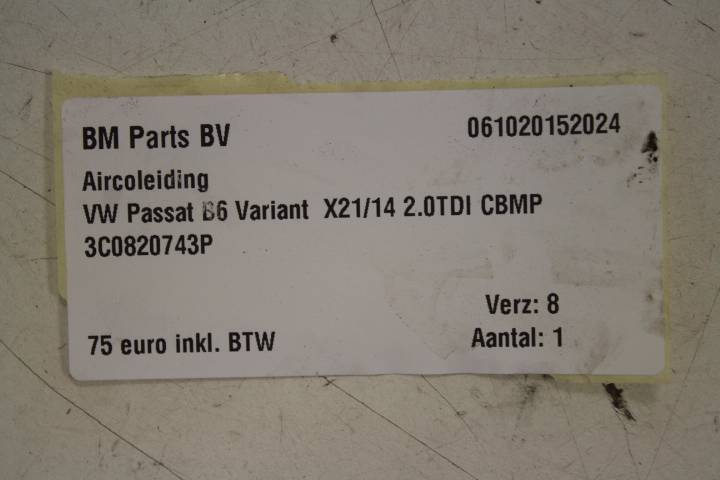 BM Parts BV 061020152024
Aircoleiding
VW Passat B6 Variant X21/14 2.0TDI CBMP
3C0820743P
Verz: 8
75 euro inkl. BTW Aantal: 1